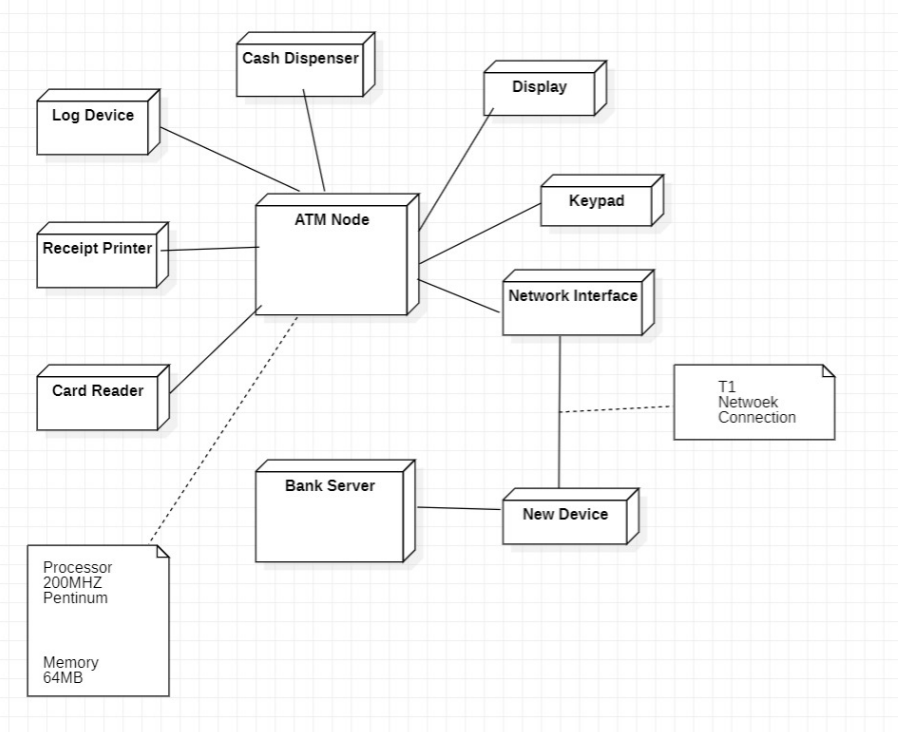 Cash Dispenser
Display
Log Device
Keypad
ATM Node
Receipt Printer
Network Interface
Card Reader
T1
Netwoek
Connection
Bank Server
New Device
Processor
200MHZ
Pentinum
Memory
64MB